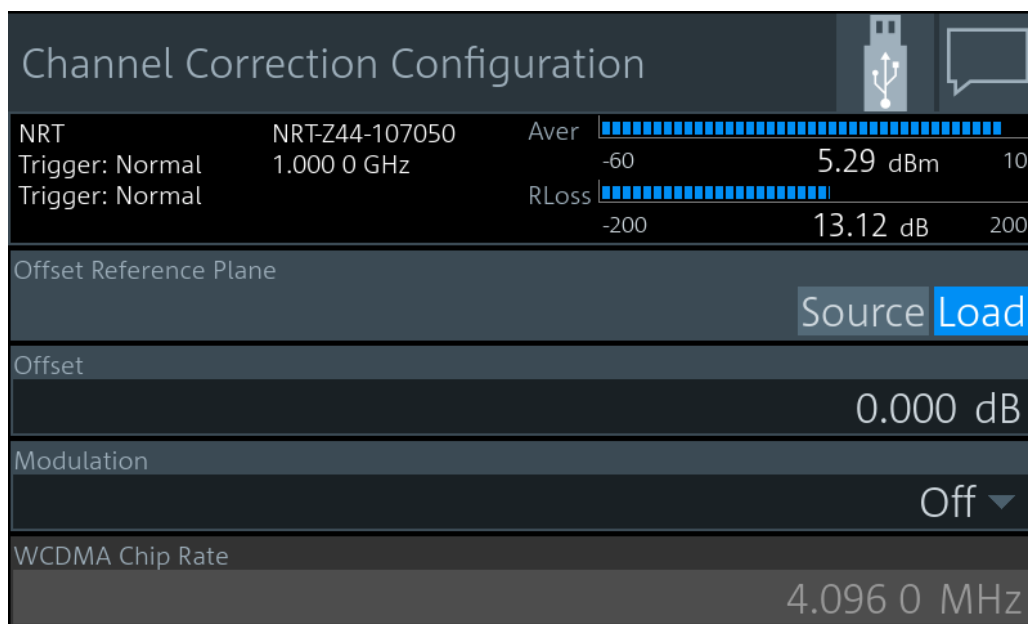 Channel Correction Configuration
NRT NRT-Z44-107050 Aver
Trigger: Normal 1.000 0 GHz -60 5.29 dBm 10
Trigger: Normal RLoss
-200 13.12 dB 200
Offset Reference Plane
Source Load
Offset
0.000 dB
Modulation
Off
WCDMA Chip Rate
4.096 0 MHz